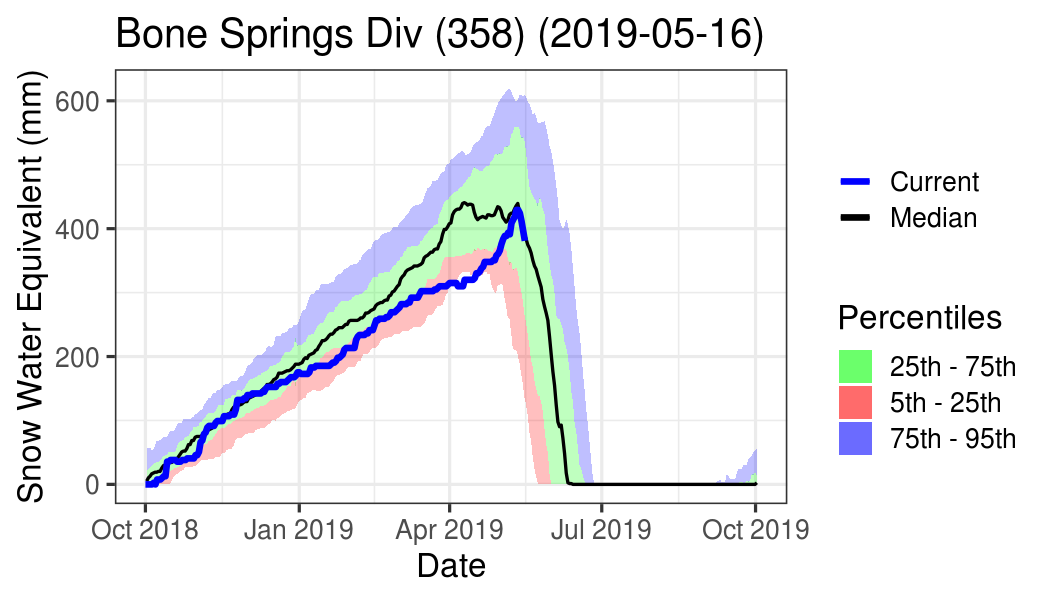 Bone Springs Div (358) (2019-05-16)
Snow Water Equivalent (mm)
600
400
200
0
Oct 2018
Jan 2019
Apr 2019
Jul 2019
Oct 2019
Date
Current
Median
Percentiles
25th - 75th
5th - 25th
75th - 95th